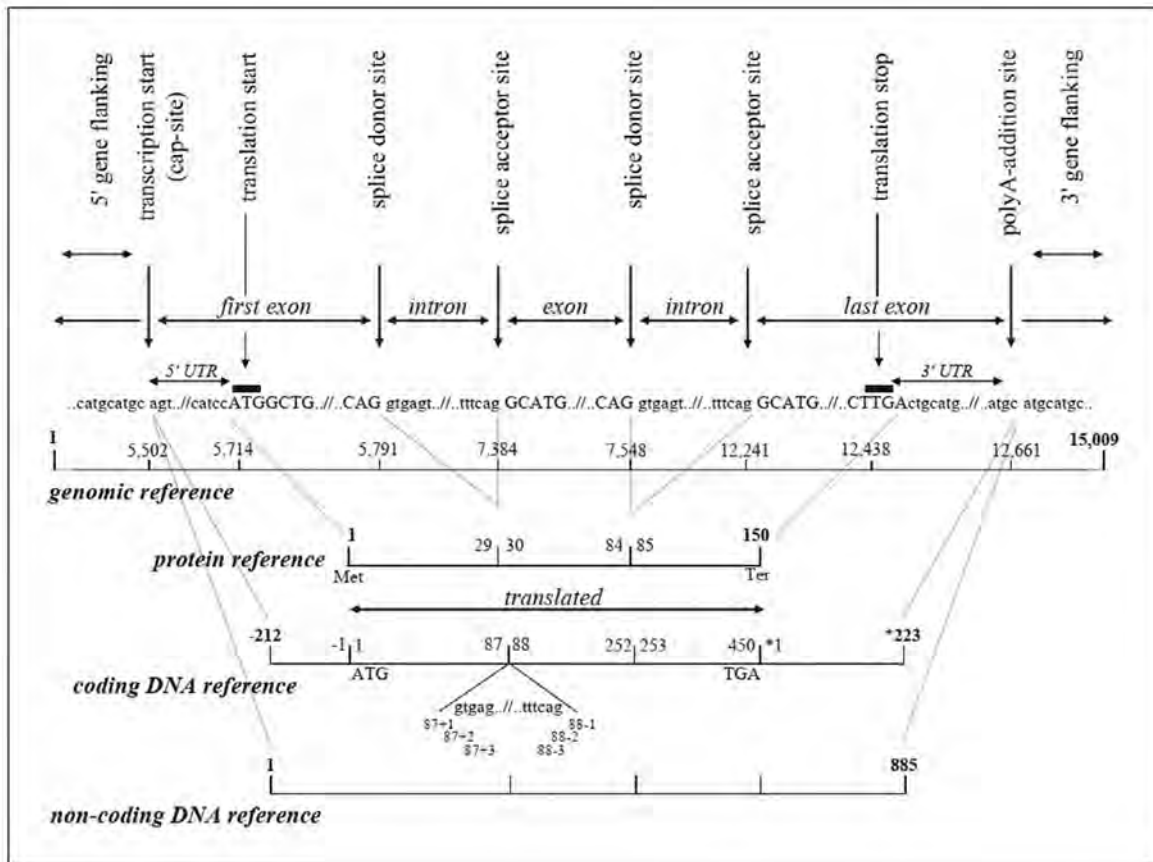 5' gene flanking
transcription start
(cap-site)
translation start
splice donor site
splice acceptor site
splice donor site
splice acceptor site
translation stop
polyA-addition site
3' gene flanking
first exon intron exon intron last exon
5' UTR 3' UTR
..catgcatgc agt..//catccATGGCTG..//..CAG gtgagt..//..tttcag GCATG..//..CAG gtgagt..//..tttcag GCATG..//..CTTGActgcatg..//..atgc atgcatgc..
1 5,502 5,714 5,791 7,384 7,548 12,241 12,438 12,661 15,009
genomic reference
1 29 30 84 85 150
protein reference
Met Ter
translated
-212 -1 1 87 88 252 253 450 *1 *223
coding DNA reference
ATG TGA
gtgag..//..tttcag
87+1 88-1
87+2 88-2
87+3 88-3
1 885
non-coding DNA reference